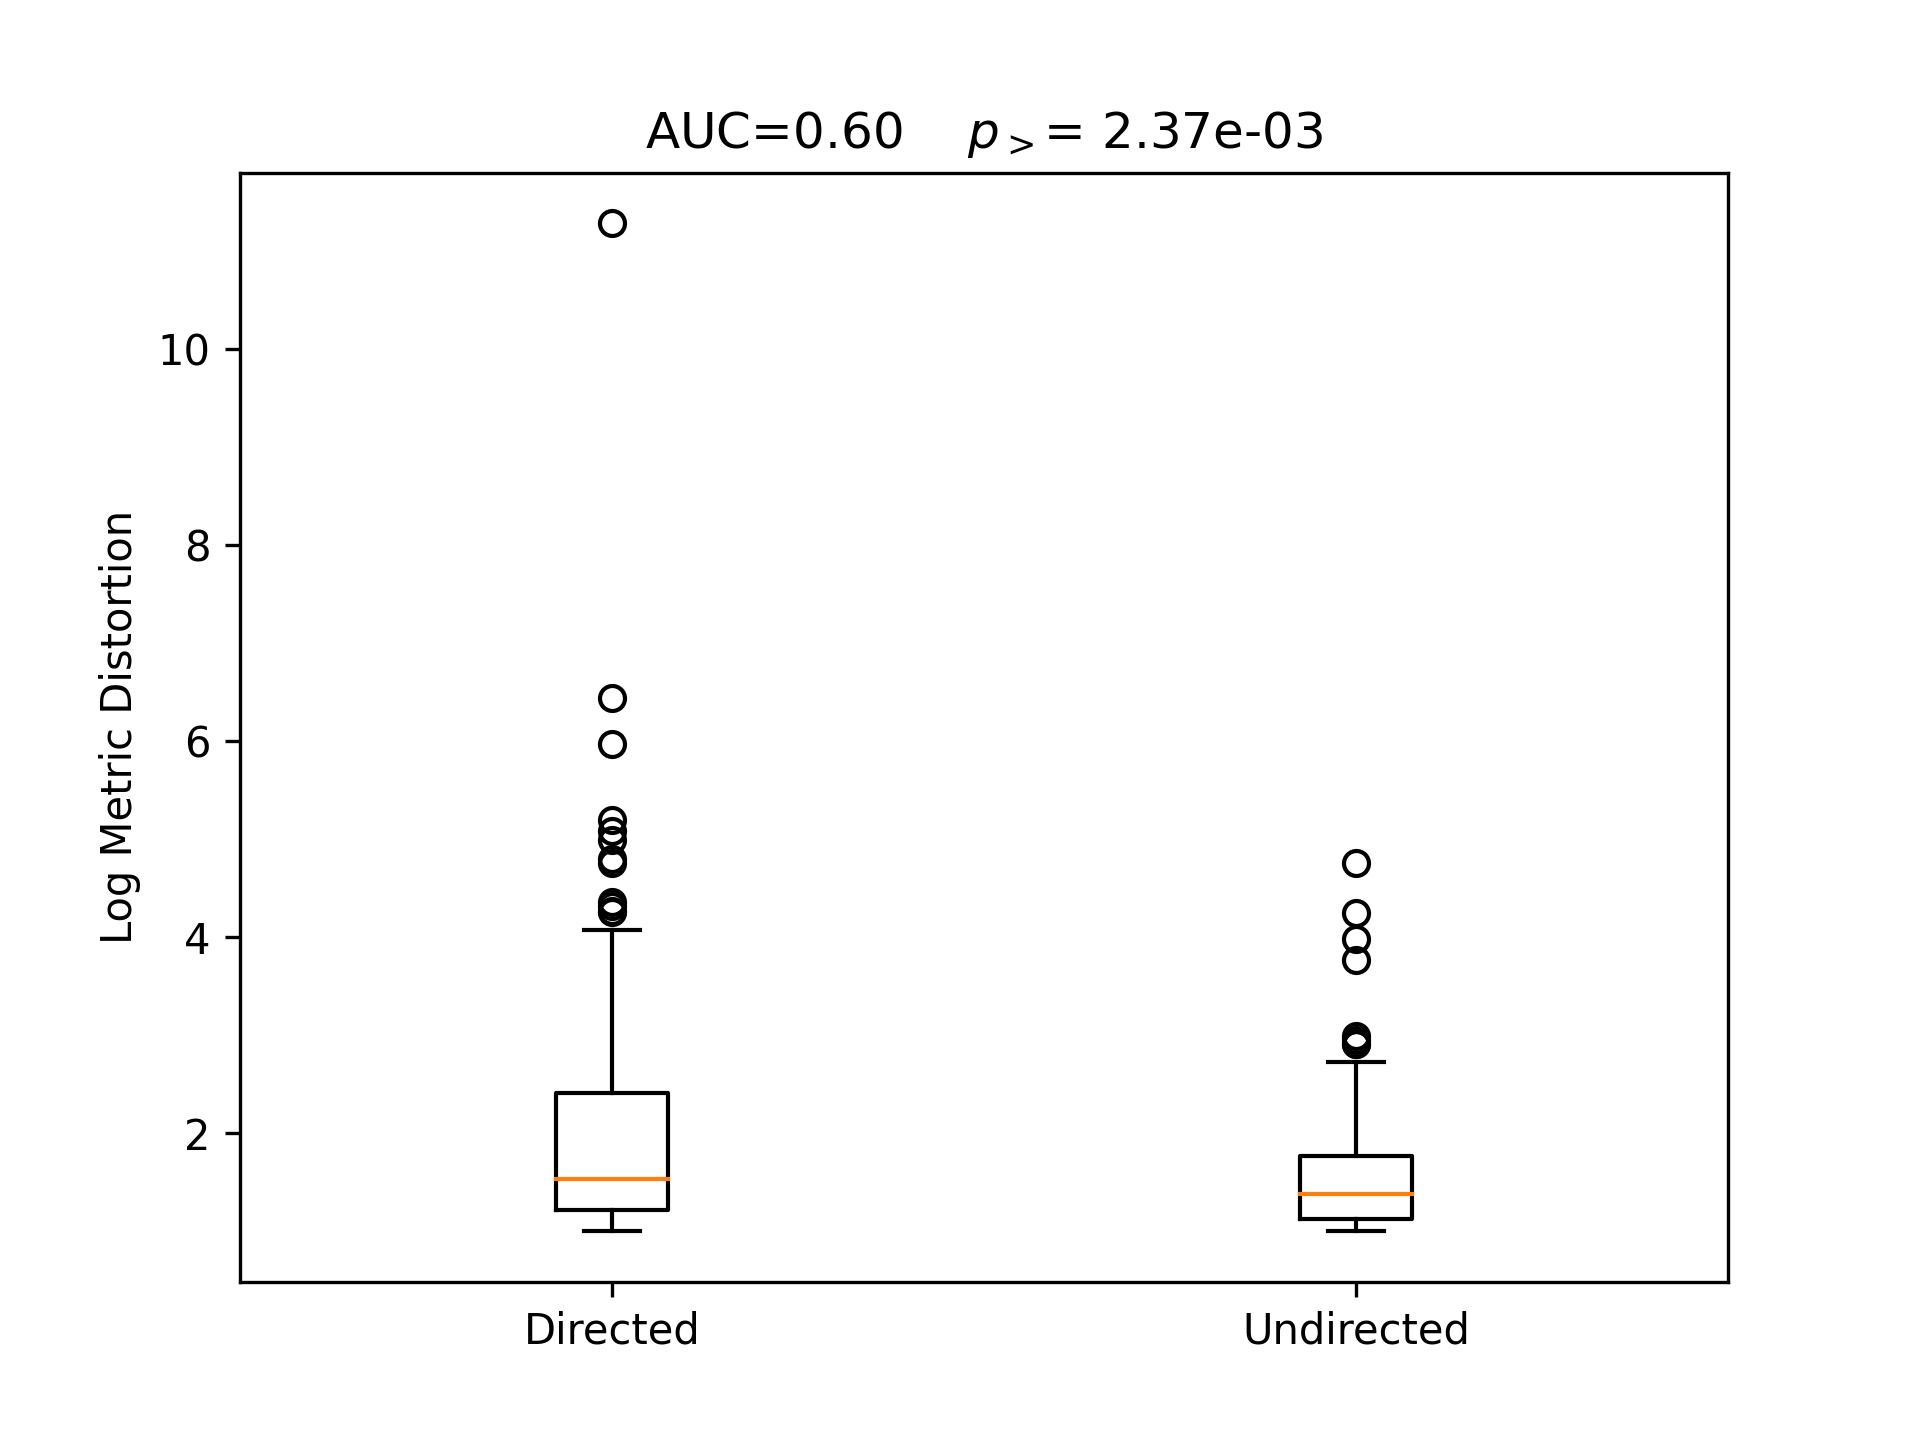 AUC=0.60 p>= 2.37e-03
Log Metric Distortion
10
8
6
4
2
Directed Undirected